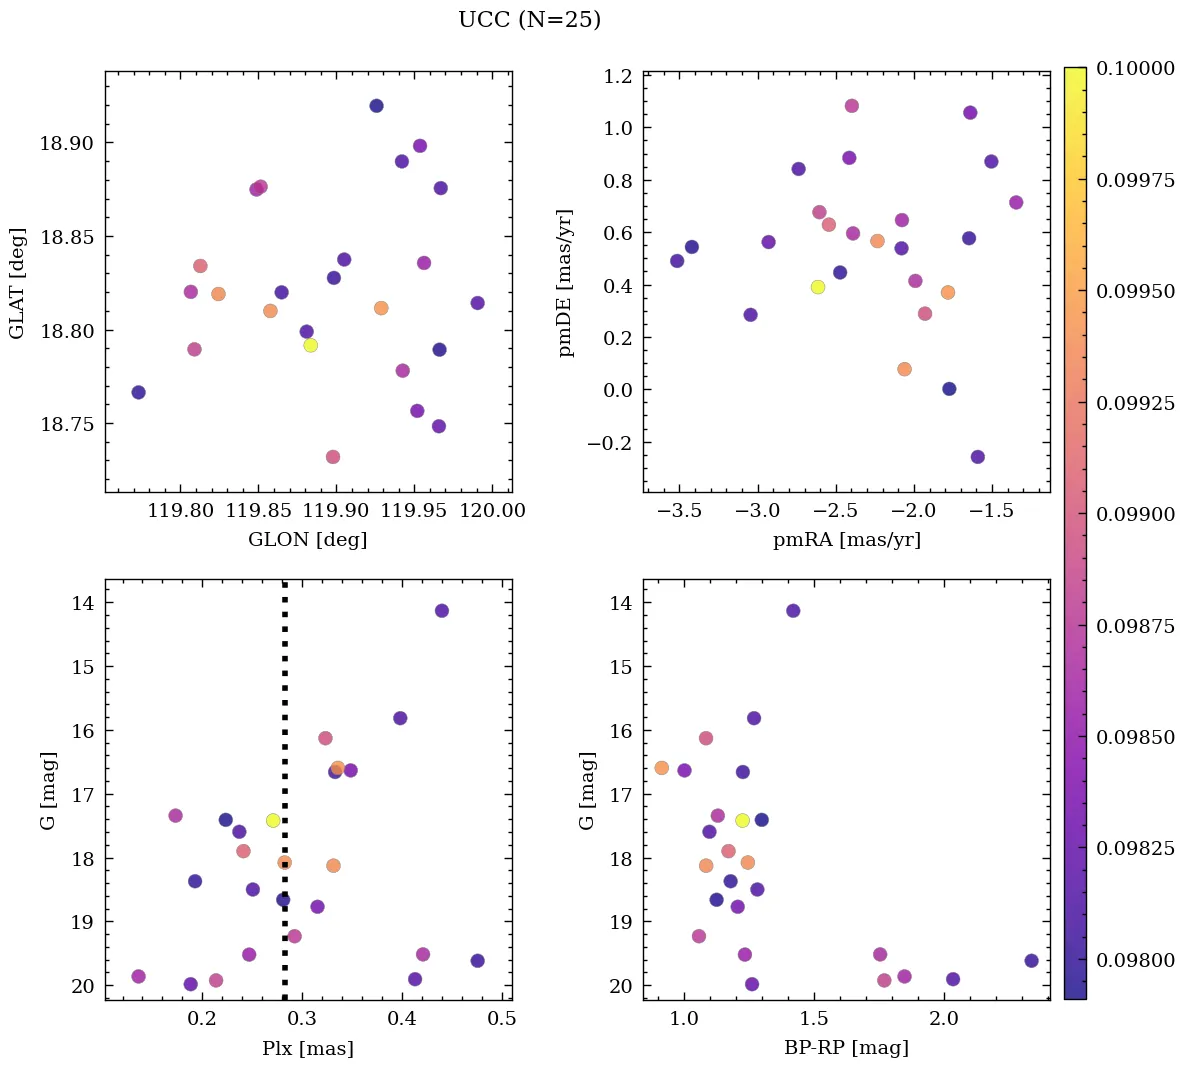 UCC (N=25)
18.90
18.85
18.80
18.75
GLAT [deg]
119.80 119.85 119.90 119.95 120.00
GLON [deg]
1.2
1.0
0.8
0.6
0.4
0.2
0.0
−0.2
pmDE [mas/yr]
−3.5 −3.0 −2.5 −2.0 −1.5
pmRA [mas/yr]
14
15
16
17
18
19
20
G [mag]
0.2 0.3 0.4 0.5
Plx [mas]
14
15
16
17
18
19
20
G [mag]
1.0 1.5 2.0
BP-RP [mag]
0.10000
0.09975
0.09950
0.09925
0.09900
0.09875
0.09850
0.09825
0.09800